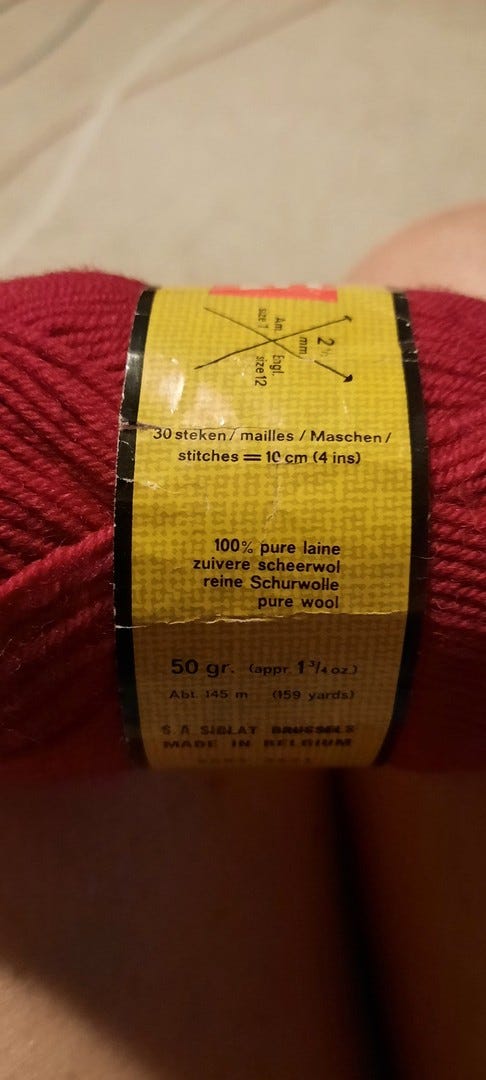 2½ mm
Am. size 1
Engl. size 12
30 steken / mailles / Maschen /
stitches = 10 cm (4 ins)
100% pure laine
zuivere scheerwol
reine Schurwolle
pure wool
50 gr. (appr. 1 3/4 oz.)
Abt. 145 m (159 yards)
S.A. SIBLAT BRUSSELS
MADE IN BELGIUM